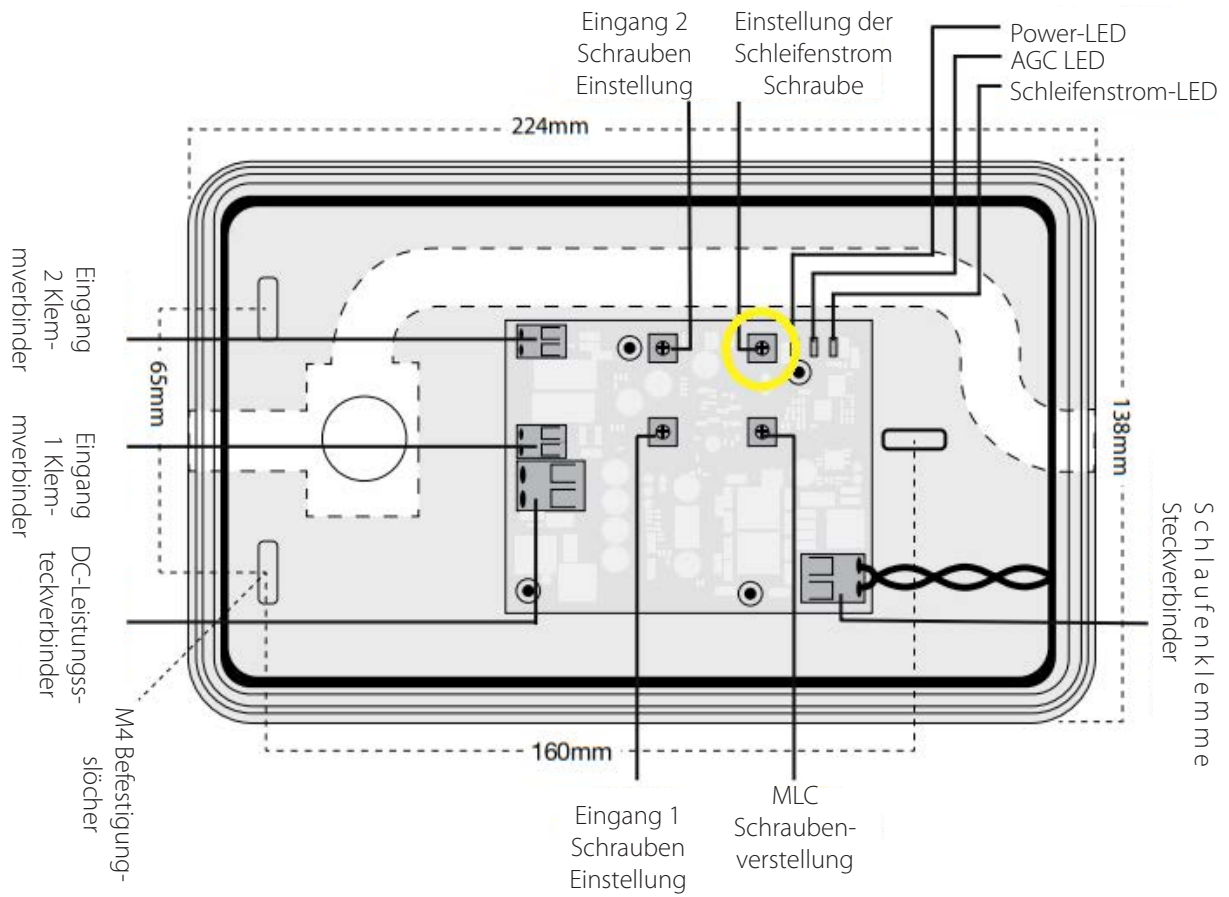 Eingang 2
Schrauben
Einstellung
Einstellung der
Schleifenstrom
Schraube
Power-LED
AGC LED
Schleifenstrom-LED
224mm
Eingang
2 Klem-
mverbinder
65mm
138mm
Eingang
1 Klem-
mverbinder
DC-Leistungss-
teckverbinder
Schlaufenklemme
Steckverbinder
M4 Befestigung-
slöcher
160mm
Eingang 1
Schrauben
Einstellung
MLC
Schrauben-
verstellung